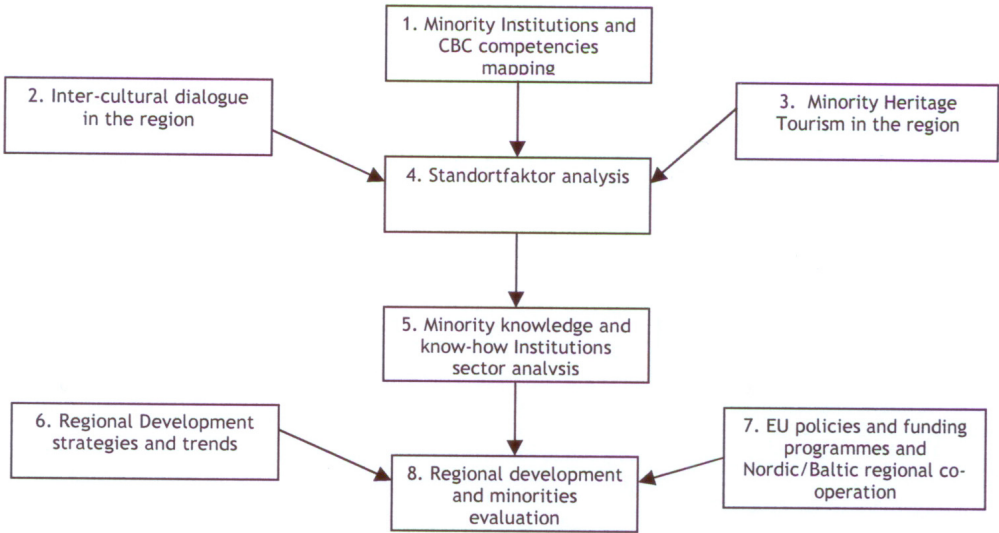 1. Minority Institutions and
CBC competencies
mapping
2. Inter-cultural dialogue
in the region
3. Minority Heritage
Tourism in the region
4. Standortfaktor analysis
5. Minority knowledge and
know-how Institutions
sector analysis
6. Regional Development
strategies and trends
7. EU policies and funding
programmes and
Nordic/Baltic regional co-
operation
8. Regional development
and minorities
evaluation